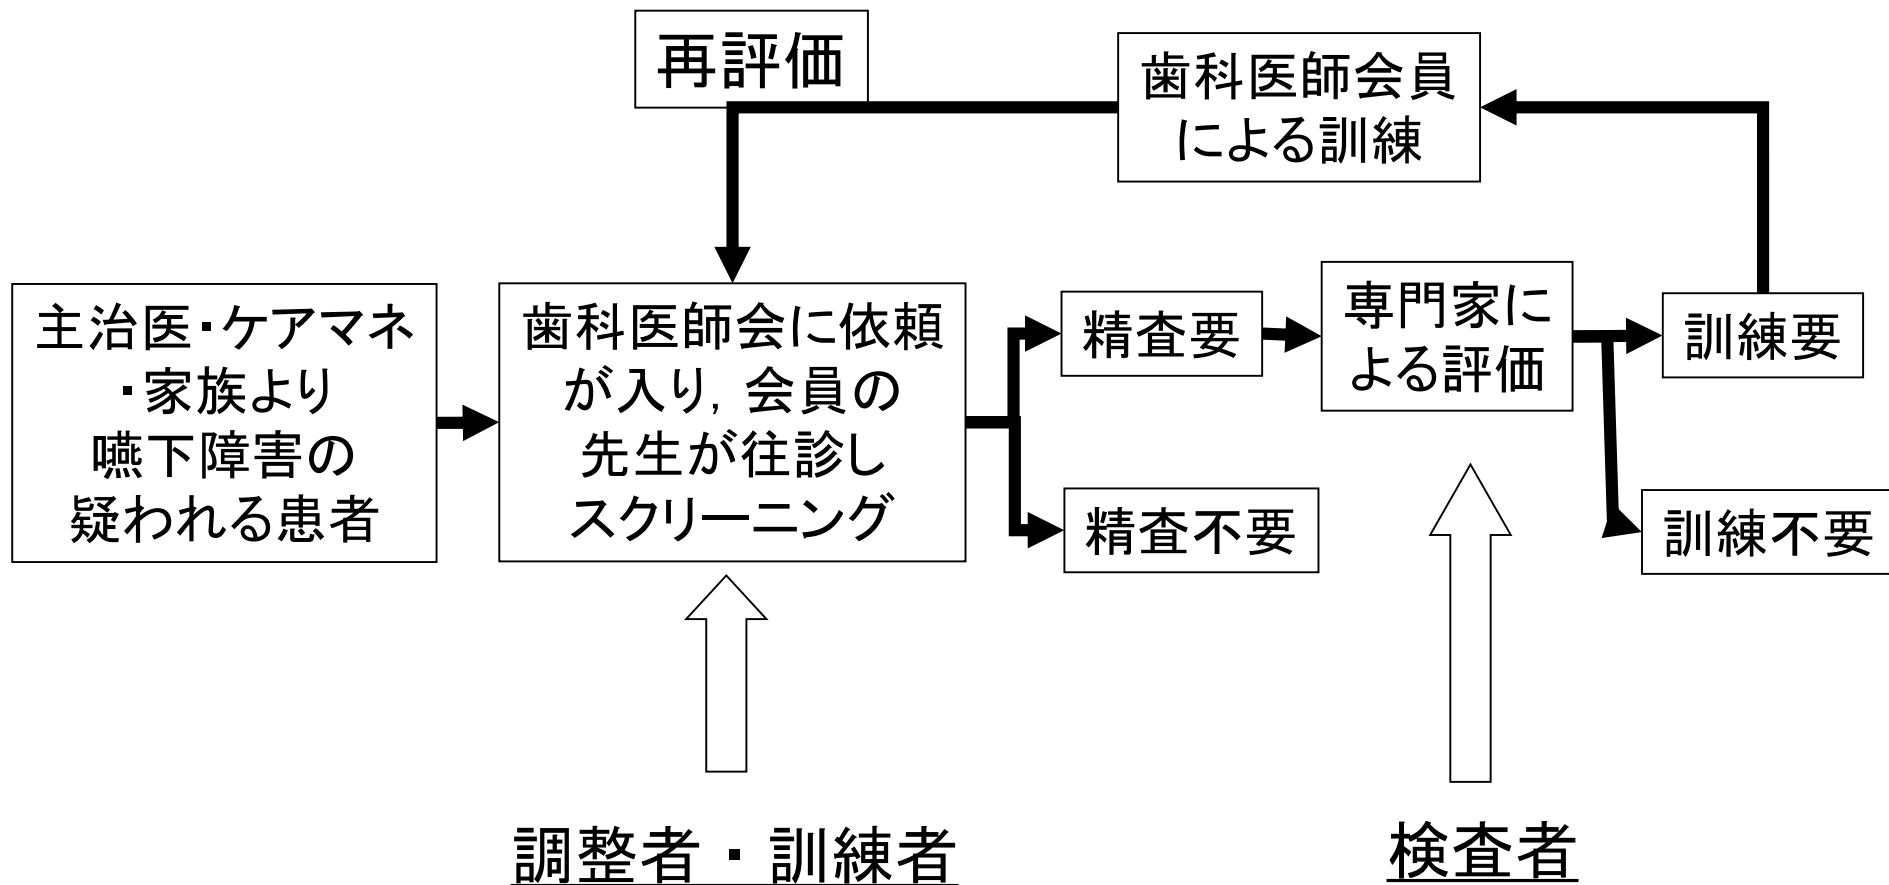 再評価
歯科医師会員
による訓練
主治医・ケアマネ
・家族より
嚥下障害の
疑われる患者
歯科医師会に依頼
が入り，会員の
先生が往診し
スクリーニング
精査要
精査不要
専門家に
よる評価
訓練要
訓練不要
調整者・訓練者
検査者